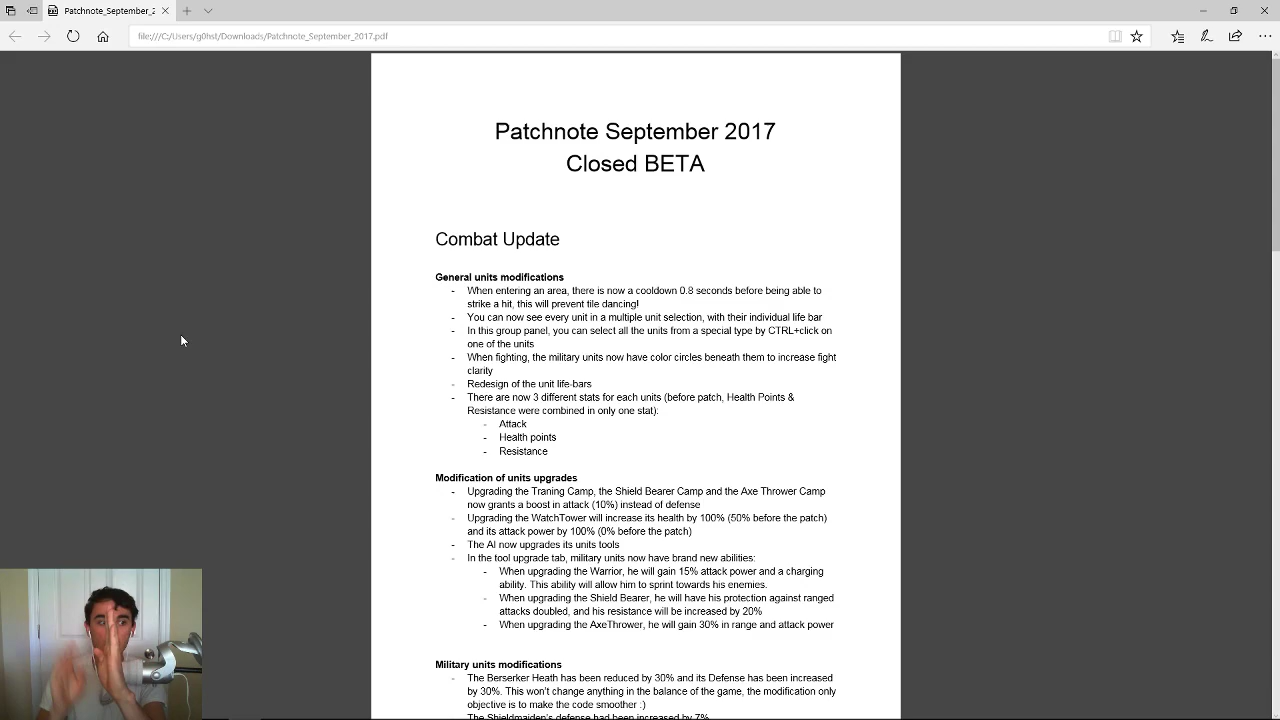 Patchnote_September_2
file:///C:/Users/g0hst/Downloads/Patchnote_September_2017.pdf
Patchnote September 2017
Closed BETA
Combat Update
General units modifications
- When entering an area, there is now a cooldown 0.8 seconds before being able to
strike a hit, this will prevent tile dancing!
- You can now see every unit in a multiple unit selection, with their individual life bar
- In this group panel, you can select all the units from a special type by CTRL+click on
one of the units
- When fighting, the military units now have color circles beneath them to increase fight
clarity
- Redesign of the unit life-bars
- There are now 3 different stats for each units (before patch, Health Points &
Resistance were combined in only one stat):
- Attack
- Health points
- Resistance
Modification of units upgrades
- Upgrading the Traning Camp, the Shield Bearer Camp and the Axe Thrower Camp
now grants a boost in attack (10%) instead of defense
- Upgrading the WatchTower will increase its health by 100% (50% before the patch)
and its attack power by 100% (0% before the patch)
- The AI now upgrades its units tools
- In the tool upgrade tab, military units now have brand new abilities:
- When upgrading the Warrior, he will gain 15% attack power and a charging
ability. This ability will allow him to sprint towards his enemies.
- When upgrading the Shield Bearer, he will have his protection against ranged
attacks doubled, and his resistance will be increased by 20%
- When upgrading the AxeThrower, he will gain 30% in range and attack power
Military units modifications
- The Berserker Heath has been reduced by 30% and its Defense has been increased
by 30%. This won't change anything in the balance of the game, the modification only
objective is to make the code smoother :)
- The Shieldmaiden's defense had been increased by 7%